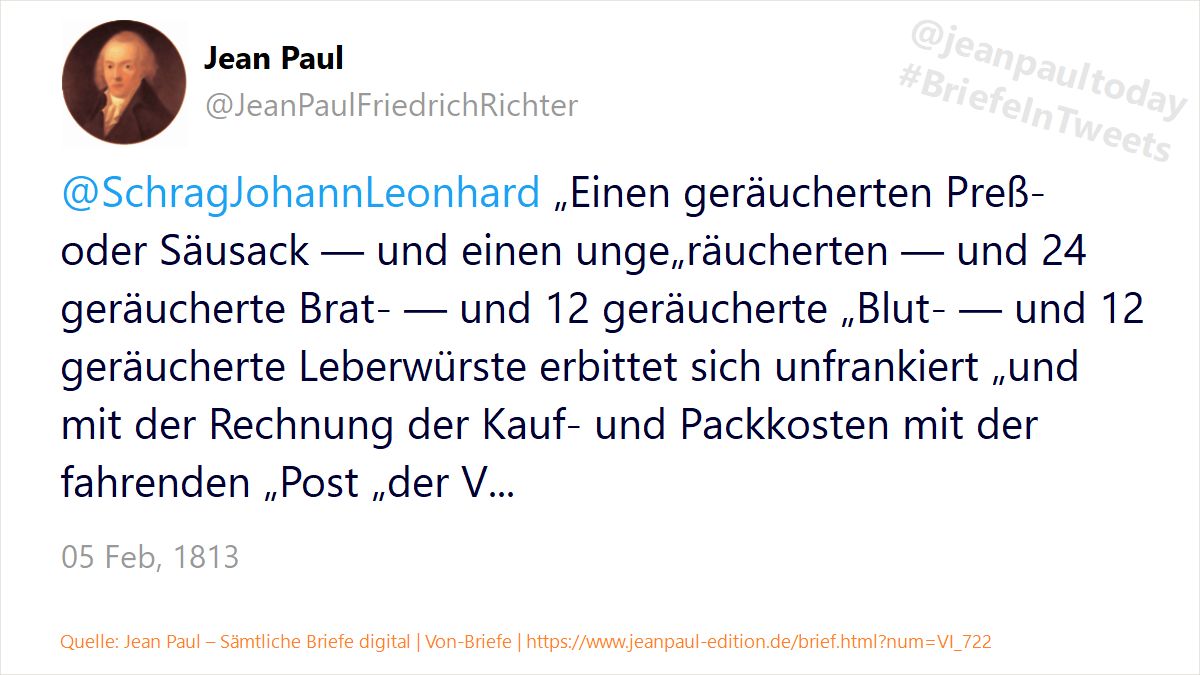 Jean Paul
@JeanPaulFriedrichRichter
@jeanpaultoday
#BriefeInTweets
@SchragJohannLeonhard „Einen geräucherten Preß-
oder Säusack — und einen unge„räucherten — und 24
geräucherte Brat- — und 12 geräucherte „Blut- — und 12
geräucherte Leberwürste erbittet sich unfrankiert „und
mit der Rechnung der Kauf- und Packkosten mit der
fahrenden „Post „der V...
05 Feb, 1813
Quelle: Jean Paul – Sämtliche Briefe digital | Von-Briefe | https://www.jeanpaul-edition.de/brief.html?num=VI_722